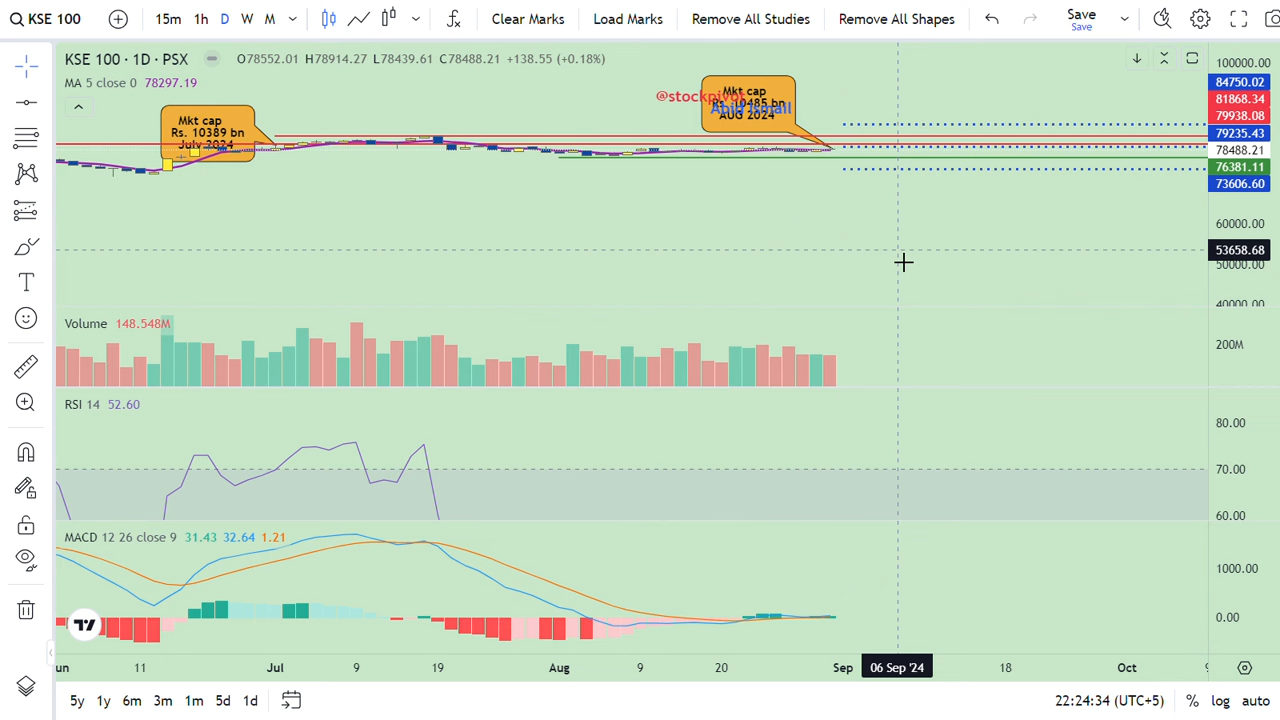 KSE 100
15m 1h D W M
Clear Marks
Load Marks
Remove All Studies
Remove All Shapes
Save
Save
KSE 100 · 1D · PSX
O78552.01 H78914.27 L78439.61 C78488.21 +138.55 (+0.18%)
MA 5 close 0 78297.19
Mkt cap
Rs. 10389 bn
July 2024
Mkt cap
Rs. 10485 bn
AUG 2024
@stockpivot
Abid Ismail
100000.00
84750.02
81868.34
79938.08
79235.43
78488.21
76381.11
73606.60
60000.00
53658.68
50000.00
40000.00
Volume 148.548M
200M
RSI 14 52.60
80.00
70.00
60.00
MACD 12 26 close 9 31.43 32.64 1.21
1000.00
0.00
un 11 Jul 9 19 Aug 9 20 Sep 06 Sep '24 18 Oct
5y 1y 6m 3m 1m 5d 1d
22:24:34 (UTC+5) % log auto